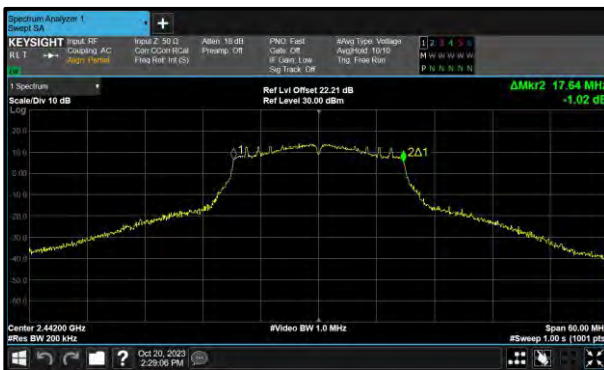 Spectrum Analyzer 1
Swept SA
+
KEYSIGHT
Input: RF
Coupling: AC
Align: Partial
Input Z: 50 Ω
Corr CCorr RCal
Freq Ref: Int (S)
Atten: 18 dB
Preamp: Off
PNO: Fast
Gate: Off
IF Gain: Low
Sig Track: Off
#Avg Type: Voltage
Avg|Hold: 10/10
Trig: Free Run
1 2 3 4 5 6
M W W W W W
P N N N N N
1 Spectrum
Scale/Div 10 dB
Ref Lvl Offset 22.21 dB
Ref Level 30.00 dBm
ΔMkr2 17.64 MHz
-1.02 dB
Log
20.0
10.0
0.00
-10.0
-20.0
-30.0
-40.0
-50.0
-60.0
1
2Δ1
Center 2.44200 GHz
#Res BW 200 kHz
#Video BW 1.0 MHz
Span 60.00 MHz
#Sweep 1.00 s (1001 pts)
?
Oct 20, 2023
2:29:06 PM